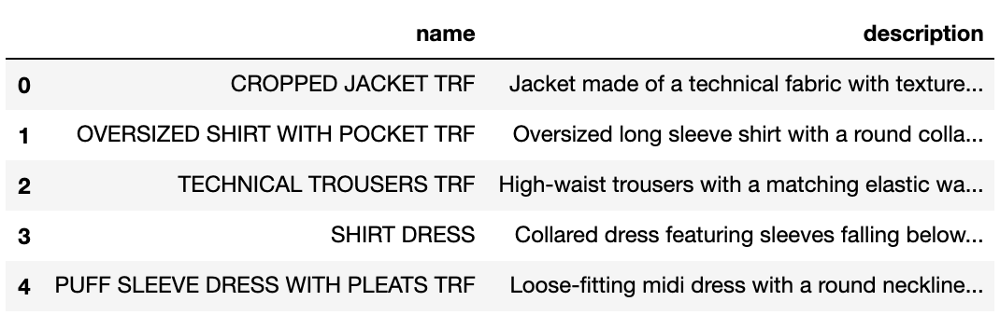 name description
0 CROPPED JACKET TRF Jacket made of a technical fabric with texture...
1 OVERSIZED SHIRT WITH POCKET TRF Oversized long sleeve shirt with a round colla...
2 TECHNICAL TROUSERS TRF High-waist trousers with a matching elastic wa...
3 SHIRT DRESS Collared dress featuring sleeves falling below...
4 PUFF SLEEVE DRESS WITH PLEATS TRF Loose-fitting midi dress with a round neckline...